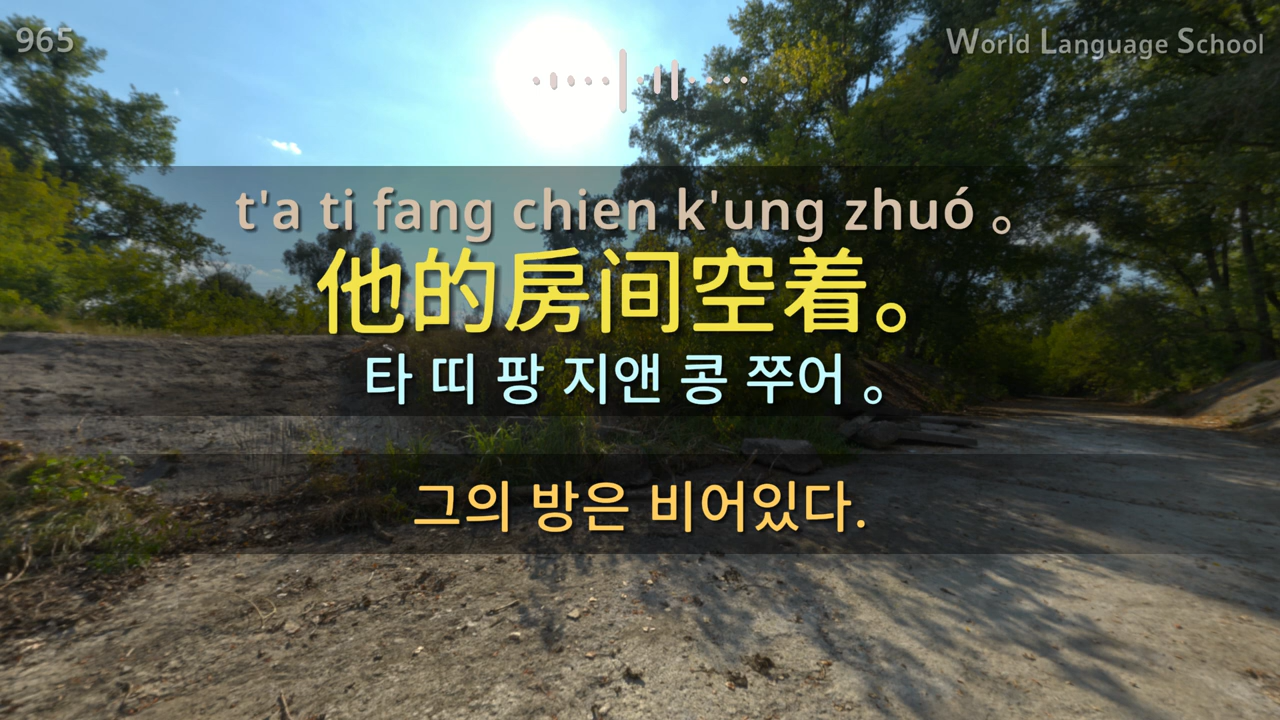 965
World Language School
t'a ti fang chien k'ung zhuó 。
他的房间空着。
타 띠 팡 지앤 콩 쭈어 。
그의 방은 비어있다.